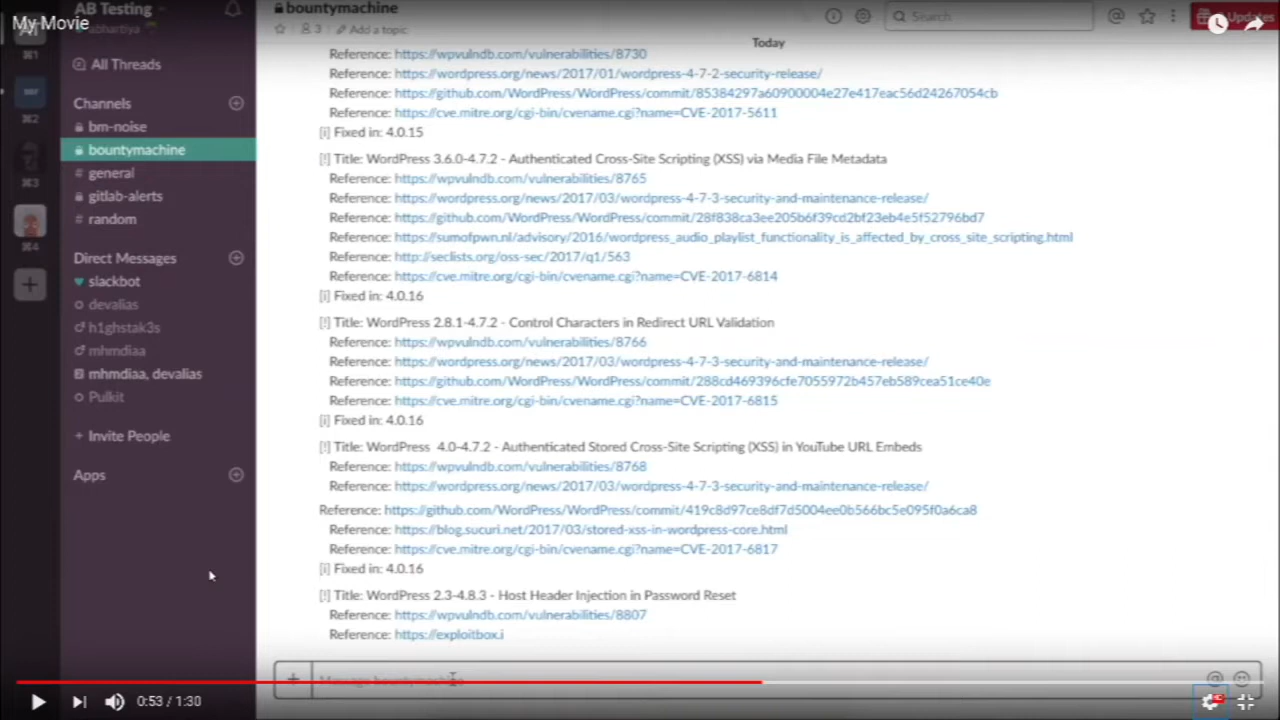 My Movie
AB Testing
abhartiya
⌘1
⌘2
⌘3
⌘4
All Threads
Channels
bm-noise
bountymachine
# general
gitlab-alerts
# random
Direct Messages
slackbot
devalias
h1ghstak3s
mhmdiaa
2 mhmdiaa, devalias
Pulkit
+ Invite People
Apps
bountymachine
3
Add a topic
Search
Updates
Today
Reference: https://wpvulndb.com/vulnerabilities/8730
Reference: https://wordpress.org/news/2017/01/wordpress-4-7-2-security-release/
Reference: https://github.com/WordPress/WordPress/commit/85384297a60900004e27e417eac56d24267054cb
Reference: https://cve.mitre.org/cgi-bin/cvename.cgi?name=CVE-2017-5611
[i] Fixed in: 4.0.15
[!] Title: WordPress 3.6.0-4.7.2 - Authenticated Cross-Site Scripting (XSS) via Media File Metadata
Reference: https://wpvulndb.com/vulnerabilities/8765
Reference: https://wordpress.org/news/2017/03/wordpress-4-7-3-security-and-maintenance-release/
Reference: https://github.com/WordPress/WordPress/commit/28f838ca3ee205b6f39cd2bf23eb4e5f52796bd7
Reference: https://sumofpwn.nl/advisory/2016/wordpress_audio_playlist_functionality_is_affected_by_cross_site_scripting.html
Reference: http://seclists.org/oss-sec/2017/q1/563
Reference: https://cve.mitre.org/cgi-bin/cvename.cgi?name=CVE-2017-6814
[i] Fixed in: 4.0.16
[!] Title: WordPress 2.8.1-4.7.2 - Control Characters in Redirect URL Validation
Reference: https://wpvulndb.com/vulnerabilities/8766
Reference: https://wordpress.org/news/2017/03/wordpress-4-7-3-security-and-maintenance-release/
Reference: https://github.com/WordPress/WordPress/commit/288cd469396cfe7055972b457eb589cea51ce40e
Reference: https://cve.mitre.org/cgi-bin/cvename.cgi?name=CVE-2017-6815
[i] Fixed in: 4.0.16
[!] Title: WordPress  4.0-4.7.2 - Authenticated Stored Cross-Site Scripting (XSS) in YouTube URL Embeds
Reference: https://wpvulndb.com/vulnerabilities/8768
Reference: https://wordpress.org/news/2017/03/wordpress-4-7-3-security-and-maintenance-release/
Reference: https://github.com/WordPress/WordPress/commit/419c8d97ce8df7d5004ee0b566bc5e095f0a6ca8
Reference: https://blog.sucuri.net/2017/03/stored-xss-in-wordpress-core.html
Reference: https://cve.mitre.org/cgi-bin/cvename.cgi?name=CVE-2017-6817
[i] Fixed in: 4.0.16
[!] Title: WordPress 2.3-4.8.3 - Host Header Injection in Password Reset
Reference: https://wpvulndb.com/vulnerabilities/8807
Reference: https://exploitbox.i
Message bountymachine
0:53 / 1:30